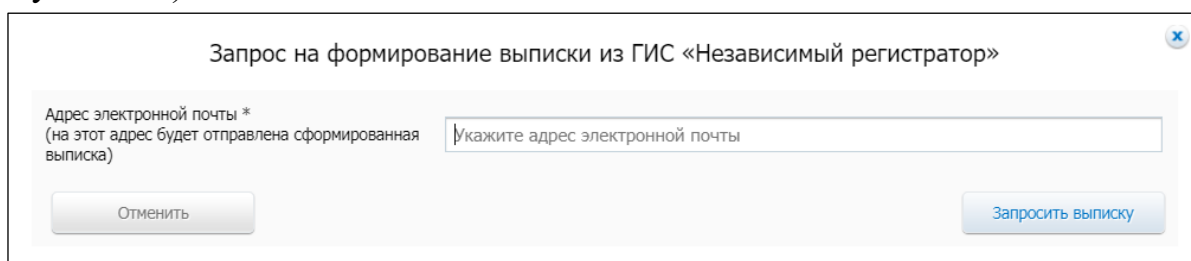 Запрос на формирование выписки из ГИС «Независимый регистратор»
x
Адрес электронной почты *
(на этот адрес будет отправлена сформированная
выписка)
Укажите адрес электронной почты
Отменить
Запросить выписку